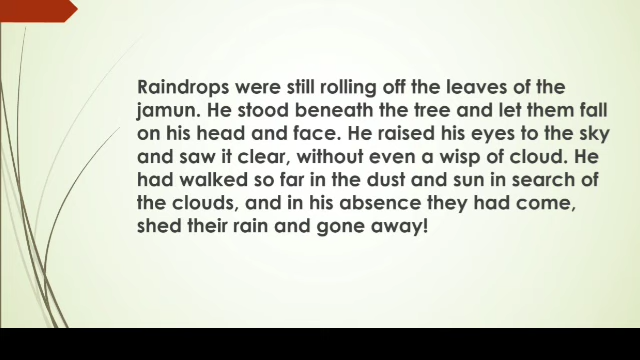 Raindrops were still rolling off the leaves of the
jamun. He stood beneath the tree and let them fall
on his head and face. He raised his eyes to the sky
and saw it clear, without even a wisp of cloud. He
had walked so far in the dust and sun in search of
the clouds, and in his absence they had come,
shed their rain and gone away!